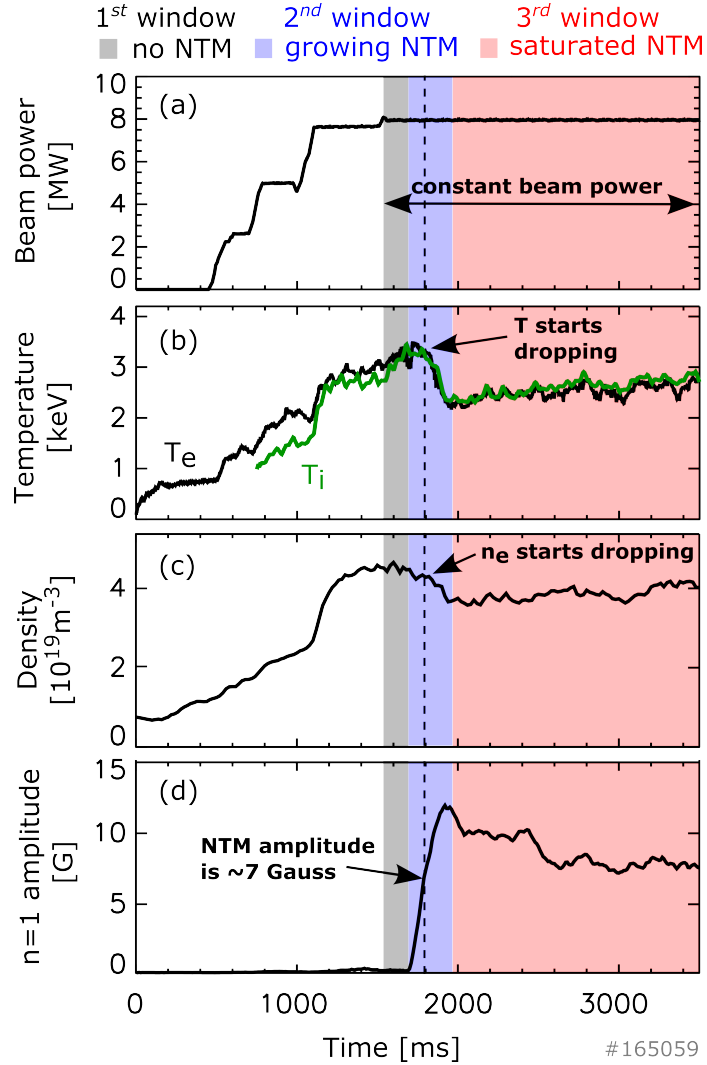 1st window 2nd window 3rd window
no NTM growing NTM saturated NTM
(a)
Beam power
[MW]
10
8
6
4
2
0
constant beam power
(b)
Temperature
[keV]
4
3
2
1
0
T starts
dropping
Te
Ti
(c)
Density
[10^19 m^-3]
4
2
0
ne starts dropping
(d)
n=1 amplitude
[G]
15
10
5
0
NTM amplitude
is ~7 Gauss
0 1000 2000 3000
Time [ms]
#165059